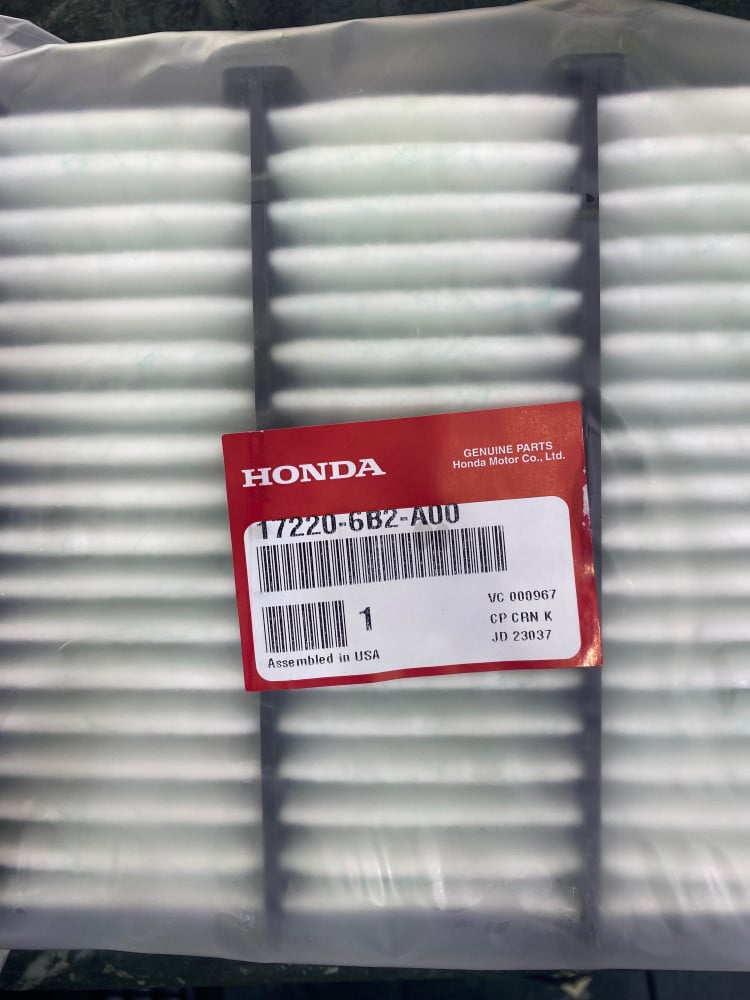 HONDA
GENUINE PARTS
Honda Motor Co., Ltd.
17220-6B2-A00
1
VC 000967
CP CRN K
JD 23037
Assembled in USA